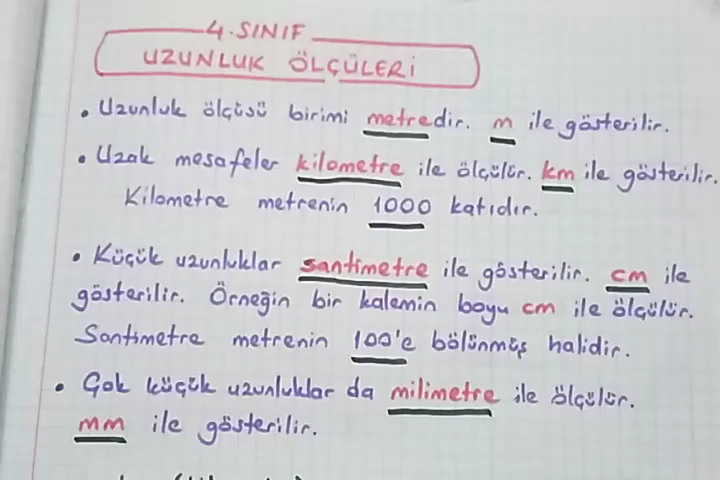 4.SINIF
UZUNLUK ÖLÇÜLERİ
• Uzunluk ölçüsü birimi metredir. m ile gösterilir.
• Uzak mesafeler kilometre ile ölçülür. km ile gösterilir.
Kilometre metrenin 1000 katıdır.
• Küçük uzunluklar santimetre ile gösterilir. cm ile
gösterilir. Örneğin bir kalemin boyu cm ile ölçülür.
Santimetre metrenin 100'e bölünmüş halidir.
• Çok küçük uzunluklar da milimetre ile ölçülür.
mm ile gösterilir.